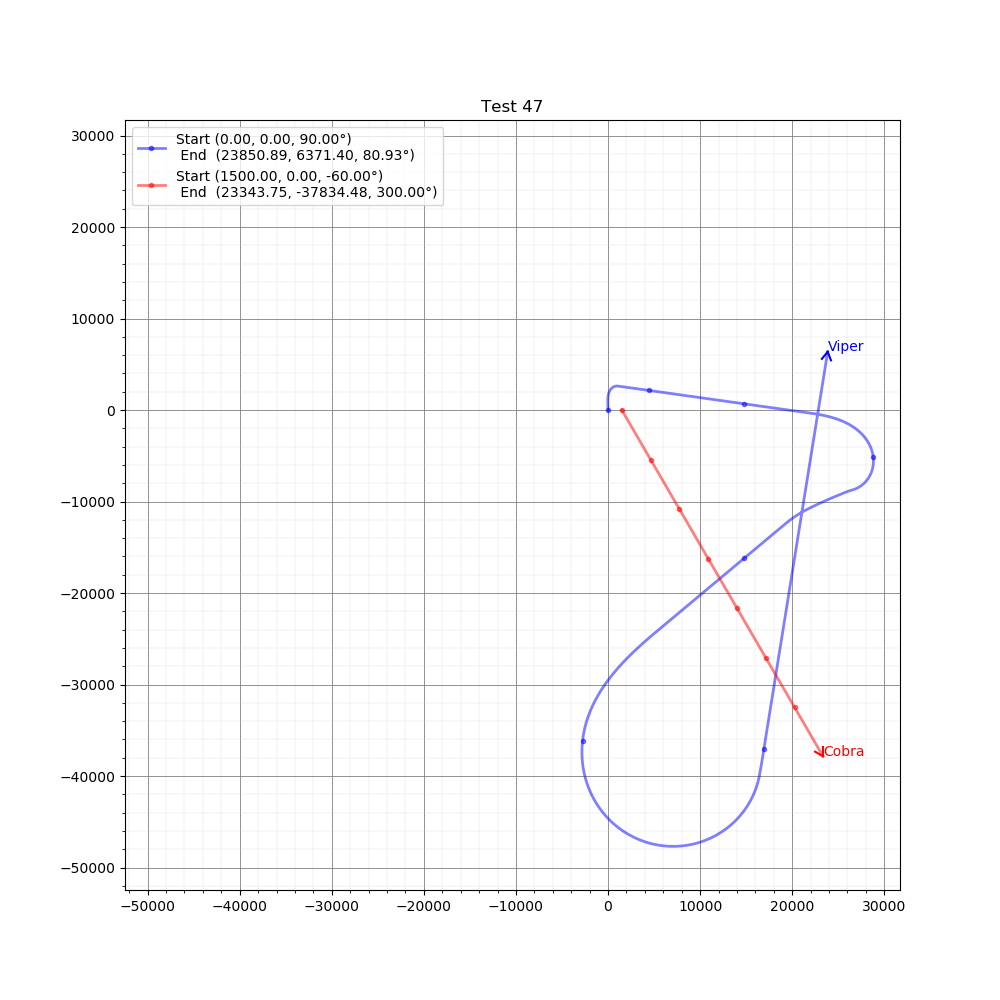 Test 47
Start (0.00, 0.00, 90.00°)
End (23850.89, 6371.40, 80.93°)
Start (1500.00, 0.00, -60.00°)
End (23343.75, -37834.48, 300.00°)
30000
20000
10000
0
−10000
−20000
−30000
−40000
−50000
Viper
Cobra
−50000 −40000 −30000 −20000 −10000 0 10000 20000 30000